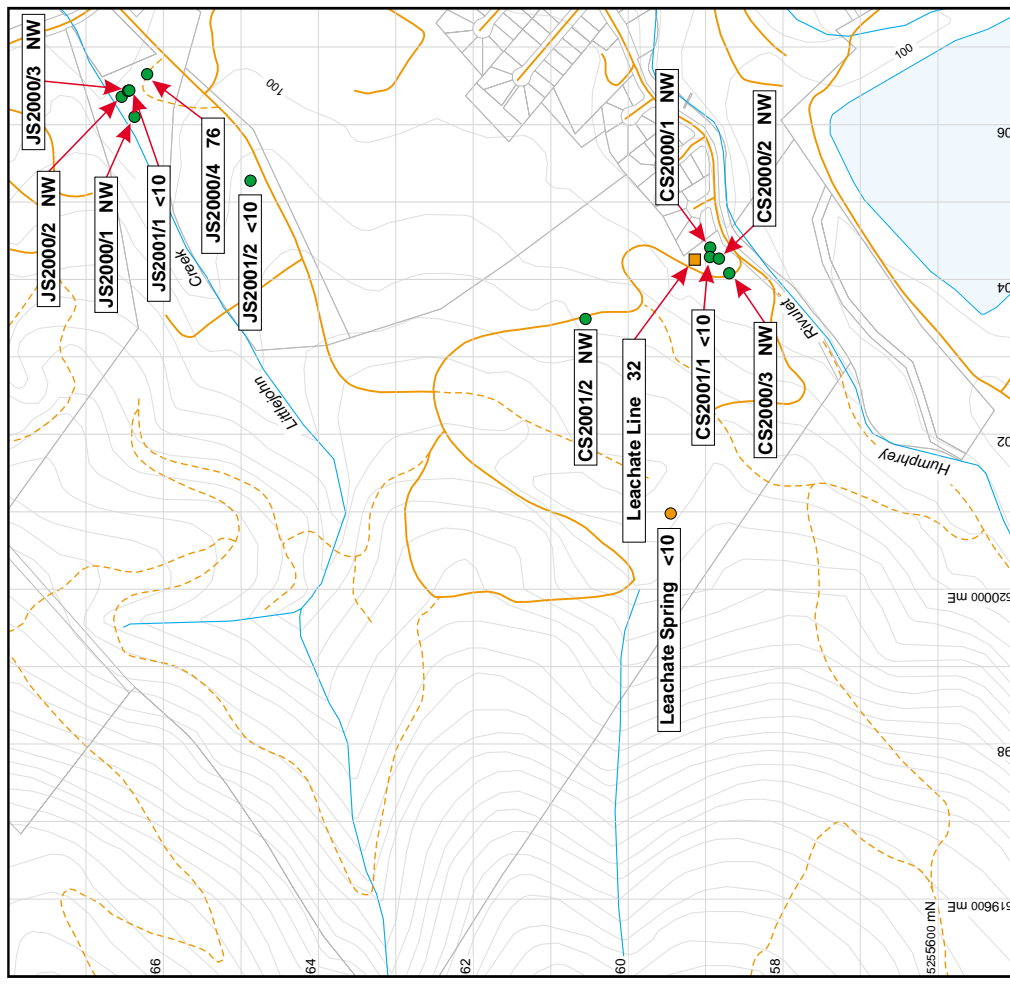 JS2000/3 NW
JS2000/2 NW
JS2000/1 NW
JS2001/1 <10
JS2000/4 76
JS2001/2 <10
CS2000/1 NW
CS2000/2 NW
CS2001/2 NW
Leachate Line 32
CS2001/1 <10
CS2000/3 NW
Leachate Spring <10
Creek
Littlejohn
Rivulet
Humphrey
100
100
66
64
62
60
58
5255600 mN
06
04
02
520000 mE
98
519600 mE